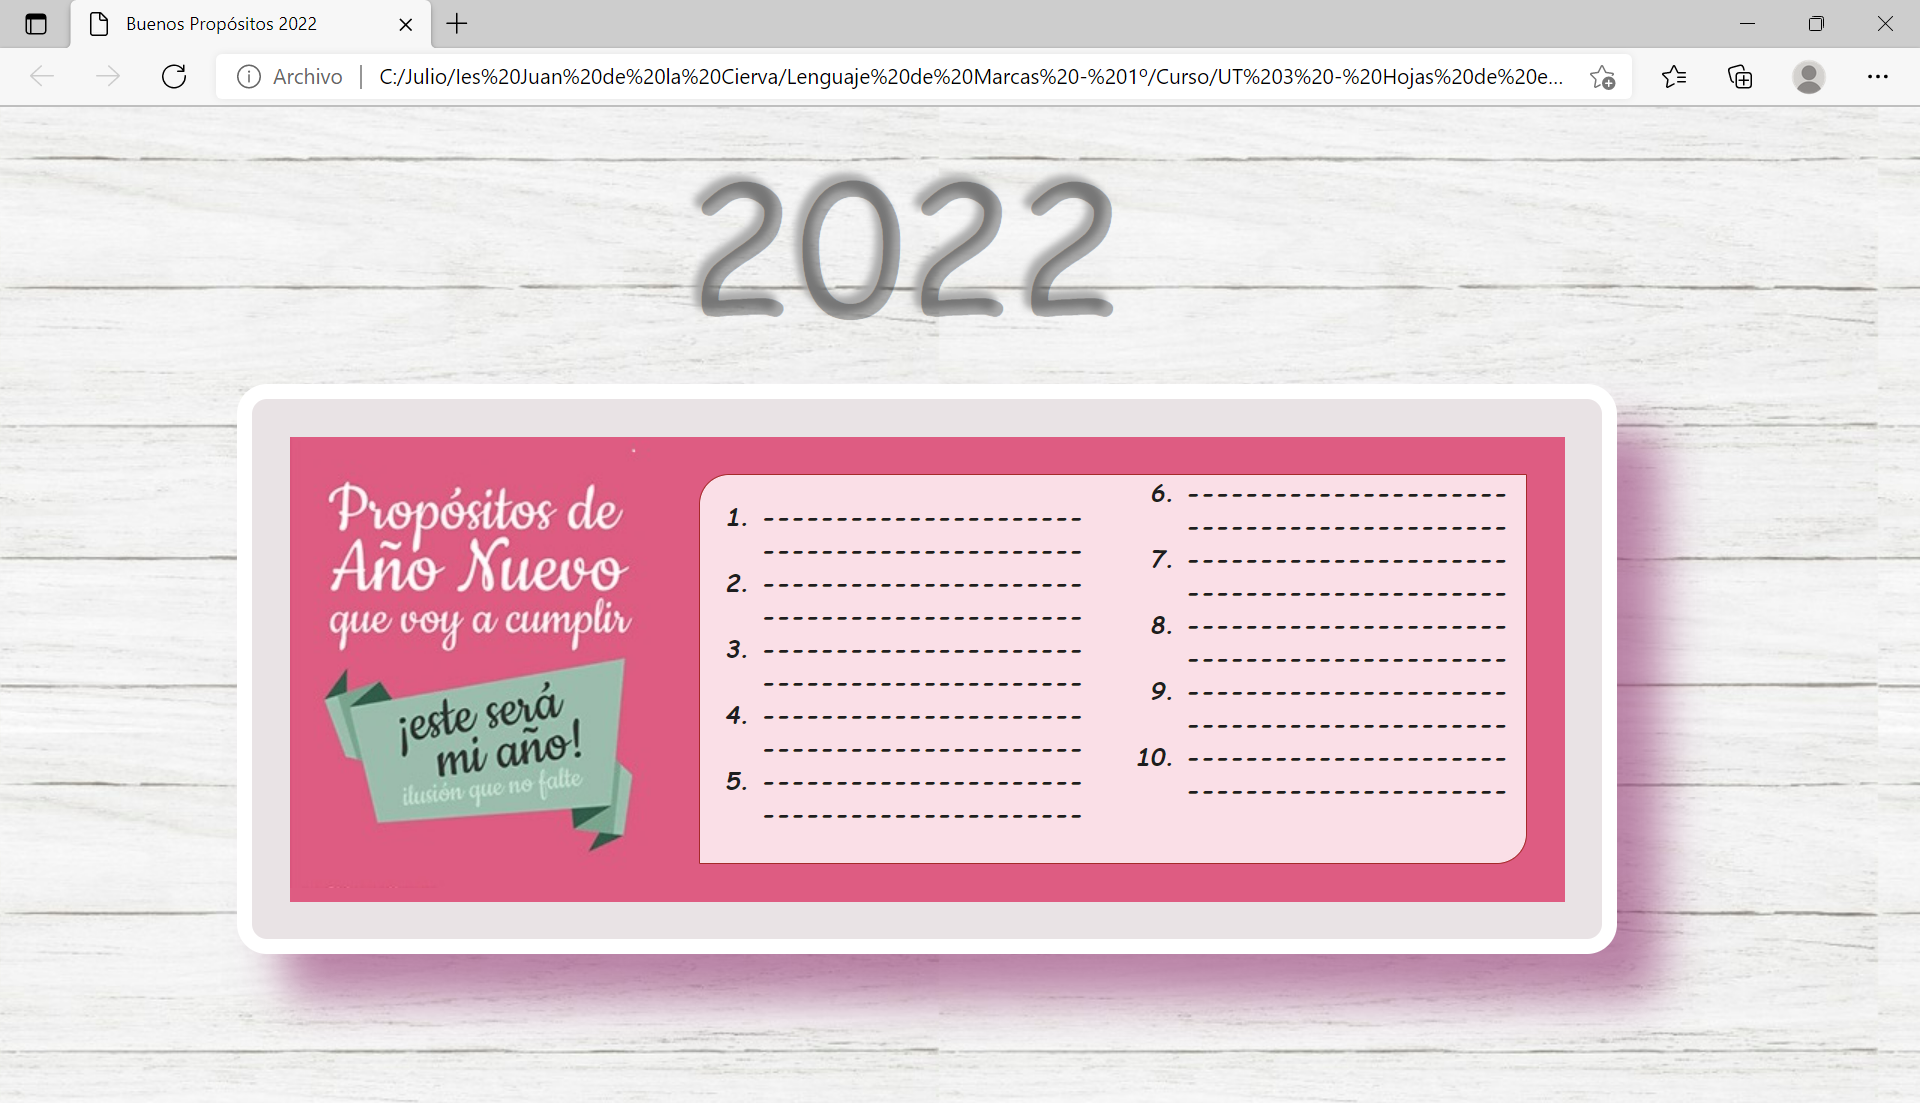 Buenos Propósitos 2022
Archivo
C:/Julio/Ies%20Juan%20de%20la%20Cierva/Lenguaje%20de%20Marcas%20-%201º/Curso/UT%203%20-%20Hojas%20de%20e...
2022
Propósitos de
Año Nuevo
que voy a cumplir
¡este será
mi año!
ilusión que no falte
1. ----------------------
----------------------
2. ----------------------
----------------------
3. ----------------------
----------------------
4. ----------------------
----------------------
5. ----------------------
----------------------
6. ----------------------
----------------------
7. ----------------------
----------------------
8. ----------------------
----------------------
9. ----------------------
----------------------
10. ----------------------
----------------------